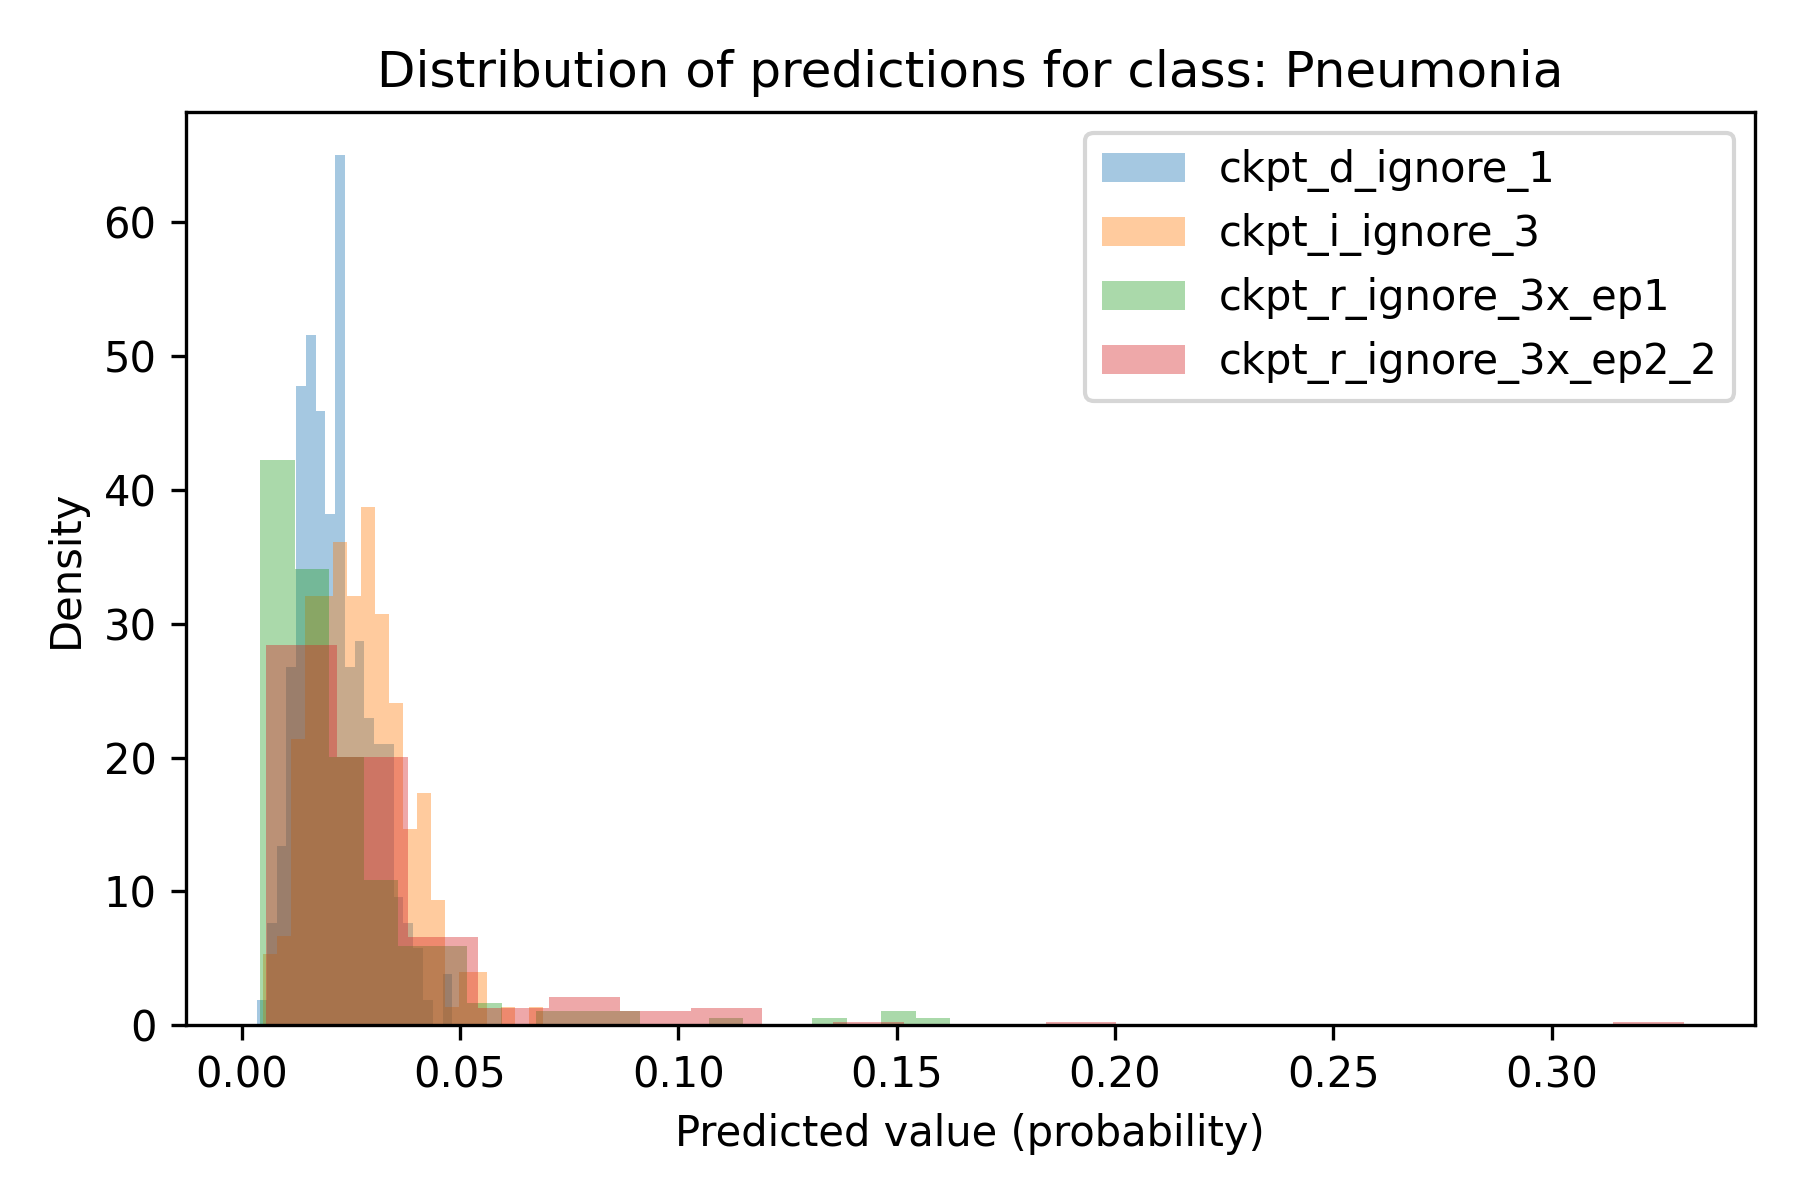 Distribution of predictions for class: Pneumonia
ckpt_d_ignore_1
ckpt_i_ignore_3
ckpt_r_ignore_3x_ep1
ckpt_r_ignore_3x_ep2_2
Density
60
50
40
30
20
10
0
0.00 0.05 0.10 0.15 0.20 0.25 0.30
Predicted value (probability)